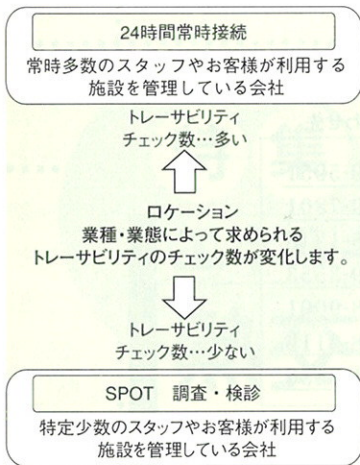 24時間常時接続
常時多数のスタッフやお客様が利用する
施設を管理している会社
トレーサビリティ
チェック数…多い
ロケーション
業種・業態によって求められる
トレーサビリティのチェック数が変化します。
トレーサビリティ
チェック数…少ない
SPOT 調査・検診
特定少数のスタッフやお客様が利用する
施設を管理している会社